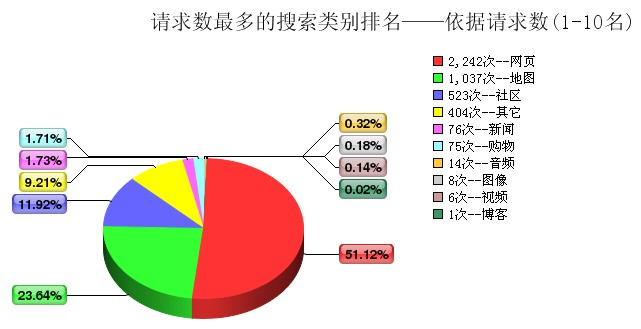 请求数最多的搜索类别排名——依据请求数(1-10名)
2,242次--网页
1,037次--地图
523次--社区
404次--其它
76次--新闻
75次--购物
14次--音频
8次--图像
6次--视频
1次--博客
1.71%
1.73%
9.21%
11.92%
23.64%
0.32%
0.18%
0.14%
0.02%
51.12%